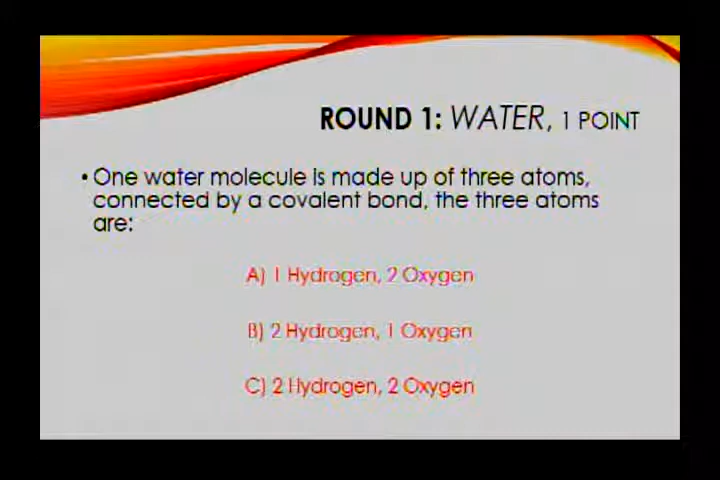 ROUND 1: WATER, 1 POINT
• One water molecule is made up of three atoms,
connected by a covalent bond, the three atoms
are:
A) 1 Hydrogen, 2 Oxygen
B) 2 Hydrogen, 1 Oxygen
C) 2 Hydrogen, 2 Oxygen